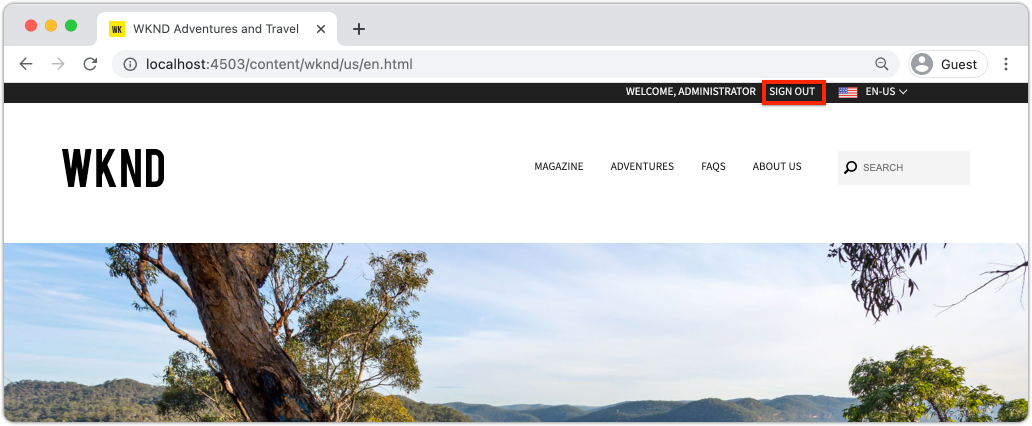 WK WKND Adventures and Travel
localhost:4503/content/wknd/us/en.html Guest
WELCOME, ADMINISTRATOR SIGN OUT EN-US
WKND MAGAZINE ADVENTURES FAQS ABOUT US SEARCH